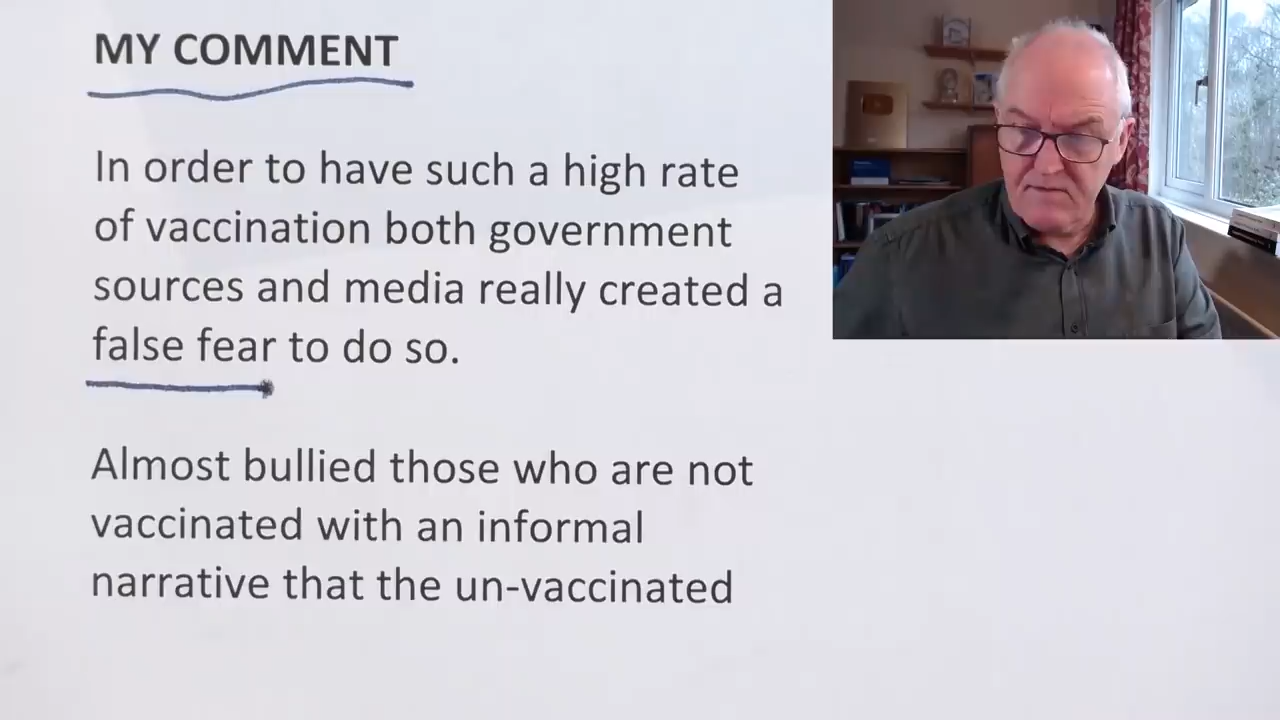 MY COMMENT
In order to have such a high rate
of vaccination both government
sources and media really created a
false fear to do so.
Almost bullied those who are not
vaccinated with an informal
narrative that the un-vaccinated